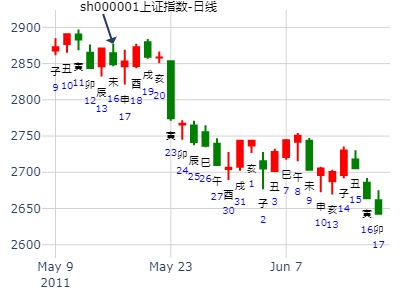 sh000001上证指数-日线
2900
2850
2800
2750
2700
2650
2600
子 9
丑 10
寅 11
卯 12
辰 13
未 16
申 17
酉 18
戌 19
亥 20
寅 23
卯 24
辰 25
巳 26
午 27
酉 30
戌 31
亥 1
子 2
丑 3
巳 7
午 8
未 9
申 10
亥 13
子 14
丑 15
寅 16
卯 17
May 9
2011
May 23
Jun 7